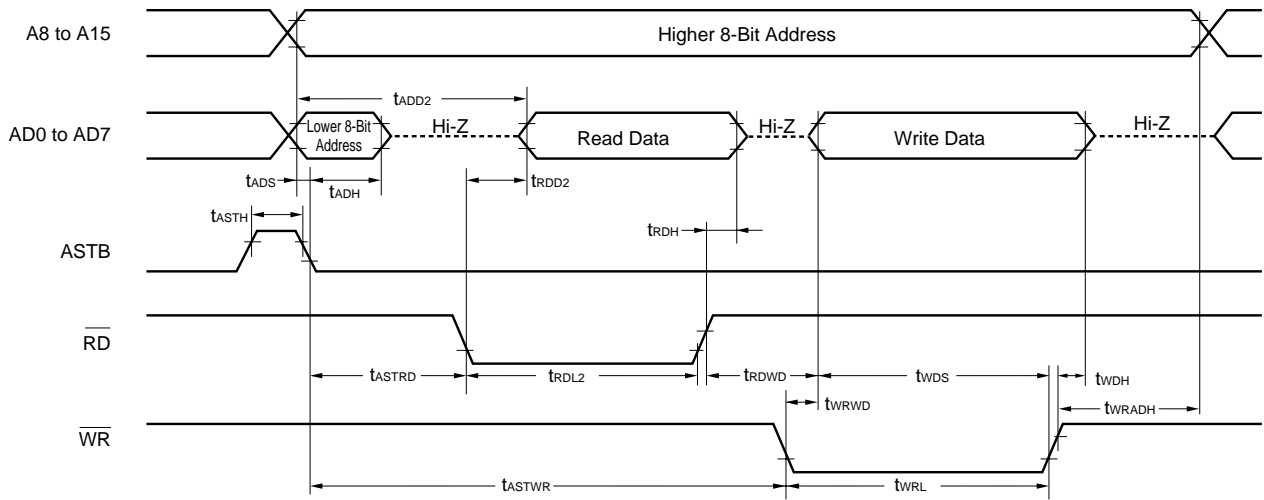 A8 to A15
Higher 8-Bit Address
tADD2
AD0 to AD7
Lower 8-Bit
Address
Hi-Z
Read Data
Hi-Z
Write Data
Hi-Z
tADS
tADH
tRDD2
tASTH
tRDH
ASTB
RD
tASTRD
tRDL2
tRDWD
tWDS
tWDH
tWRWD
tWRADH
WR
tASTWR
tWRL